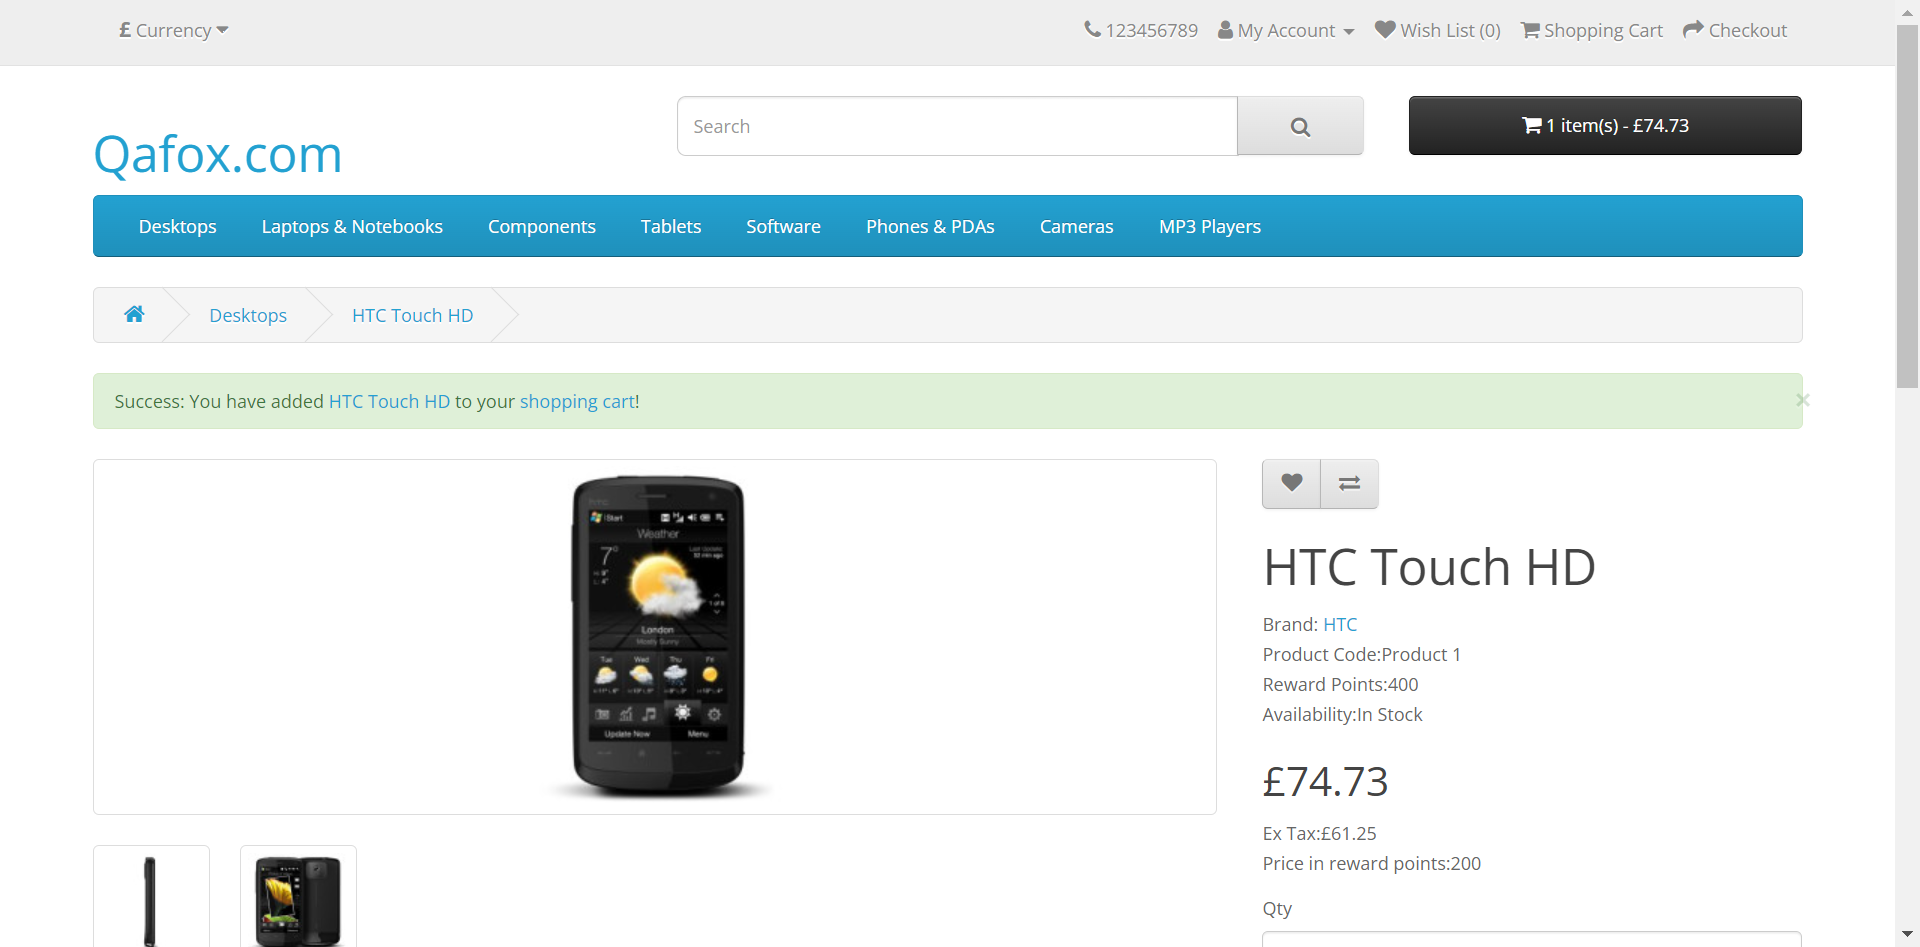 £ Currency
123456789 My Account Wish List (0) Shopping Cart Checkout
Search
1 item(s) - £74.73
Qafox.com
Desktops Laptops & Notebooks Components Tablets Software Phones & PDAs Cameras MP3 Players
Desktops HTC Touch HD
Success: You have added HTC Touch HD to your shopping cart!
×
Start
Weather
7°
London
Mostly Sunny
Tue Wed Thu Fri
Update Now Menu
HTC Touch HD
Brand: HTC
Product Code:Product 1
Reward Points:400
Availability:In Stock
£74.73
Ex Tax:£61.25
Price in reward points:200
Qty